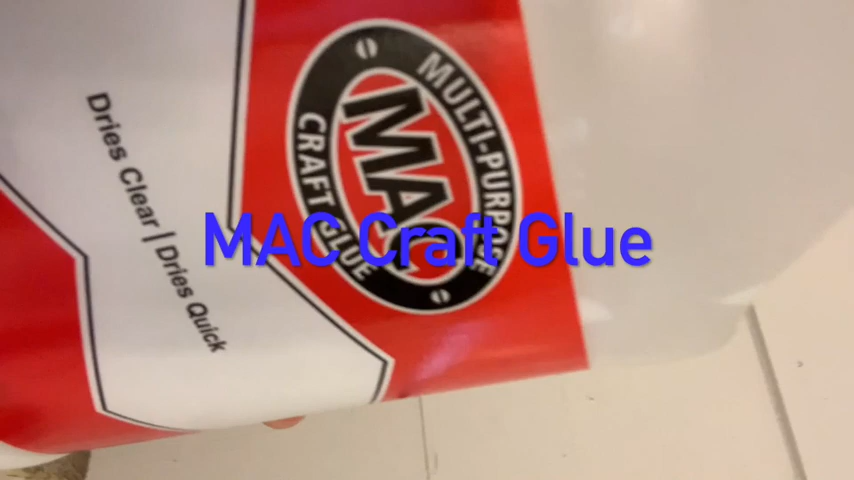 MULTI-PURPOSE
MAC
CRAFT GLUE
Dries Clear | Dries Quick
MAC Craft Glue